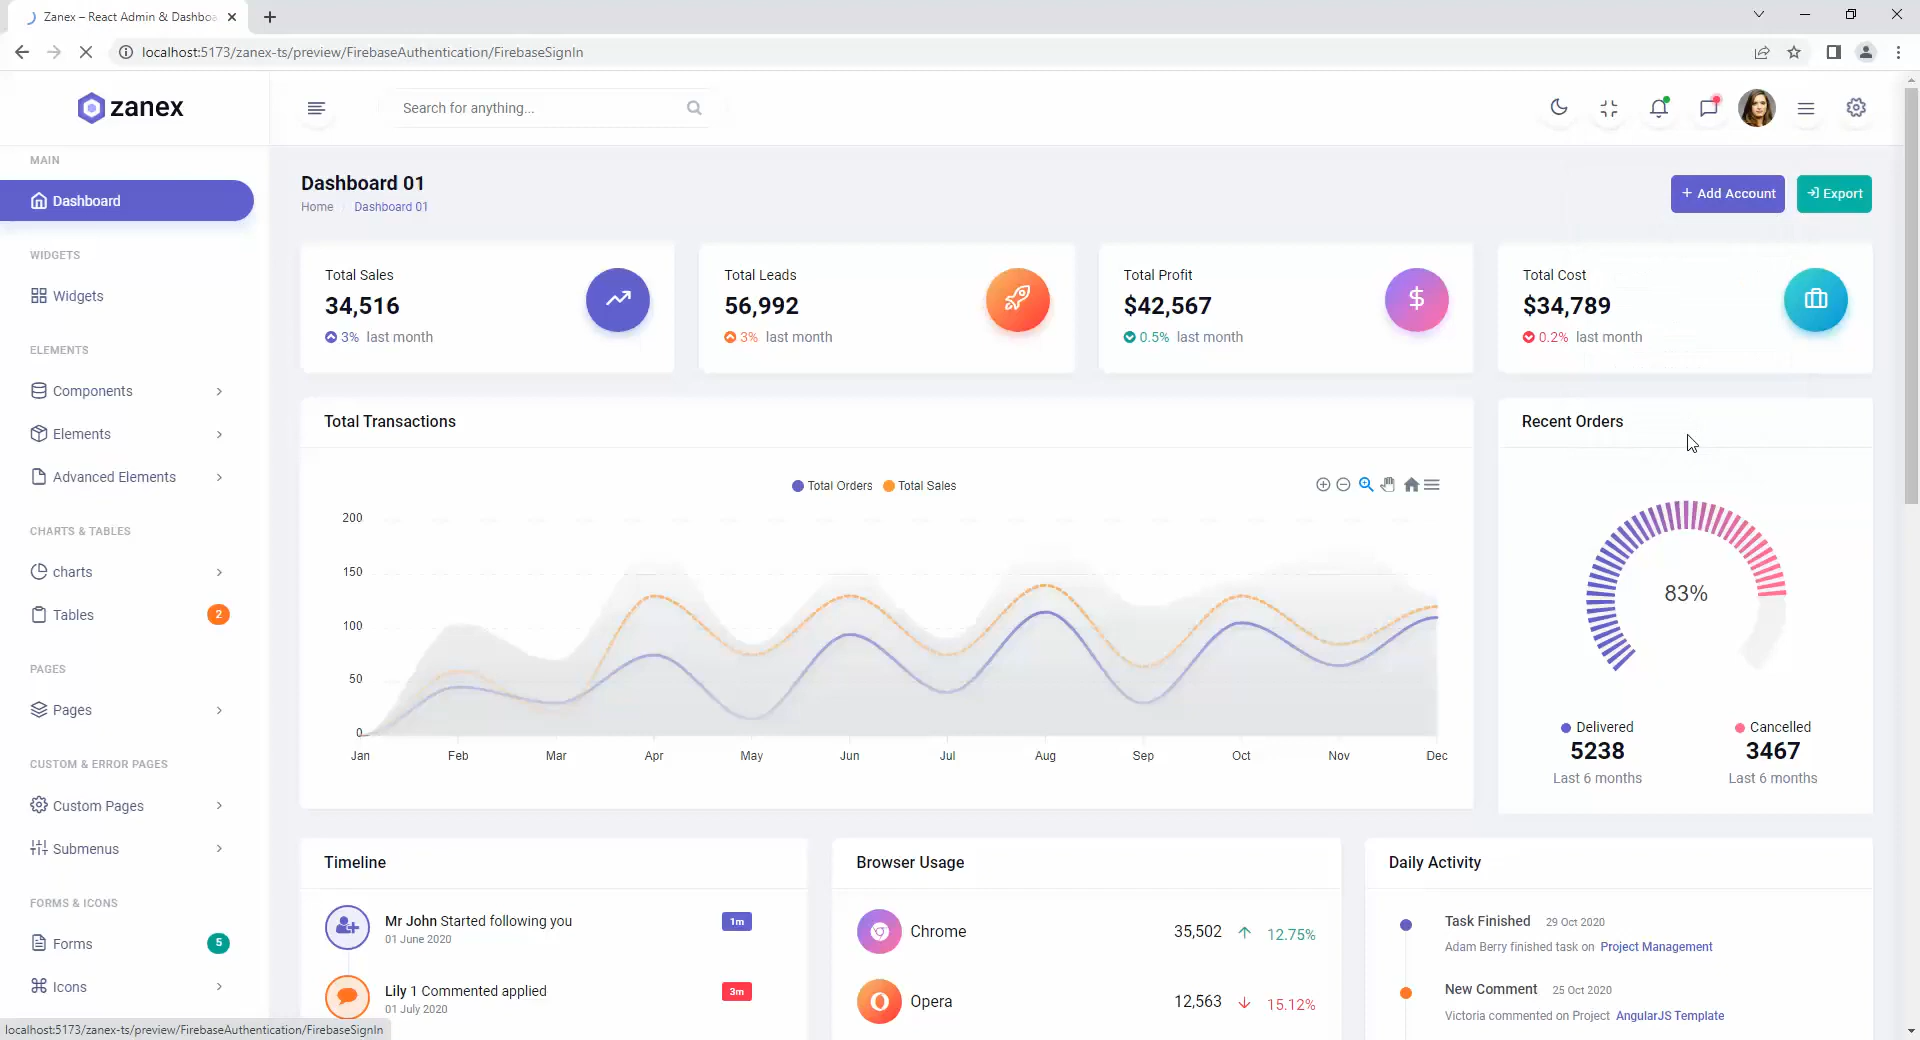 Zanex – React Admin & Dashboa
localhost:5173/zanex-ts/preview/FirebaseAuthentication/FirebaseSignIn
zanex
Search for anything...
MAIN
Dashboard
WIDGETS
Widgets
ELEMENTS
Components
Elements
Advanced Elements
CHARTS & TABLES
charts
Tables
2
PAGES
Pages
CUSTOM & ERROR PAGES
Custom Pages
Submenus
FORMS & ICONS
Forms
5
Icons
Dashboard 01
Home
Dashboard 01
+ Add Account
Export
Total Sales
34,516
3% last month
Total Leads
56,992
3% last month
Total Profit
$42,567
0.5% last month
Total Cost
$34,789
0.2% last month
Total Transactions
Total Orders
Total Sales
200
150
100
50
0
Jan Feb Mar Apr May Jun Jul Aug Sep Oct Nov Dec
Recent Orders
83%
Delivered
5238
Last 6 months
Cancelled
3467
Last 6 months
Timeline
Mr John Started following you
1m
01 June 2020
Lily 1 Commented applied
3m
01 July 2020
Browser Usage
Chrome 35,502 12.75%
Opera 12,563 15.12%
Daily Activity
Task Finished 29 Oct 2020
Adam Berry finished task on Project Management
New Comment 25 Oct 2020
Victoria commented on Project AngularJS Template
localhost:5173/zanex-ts/preview/FirebaseAuthentication/FirebaseSignIn